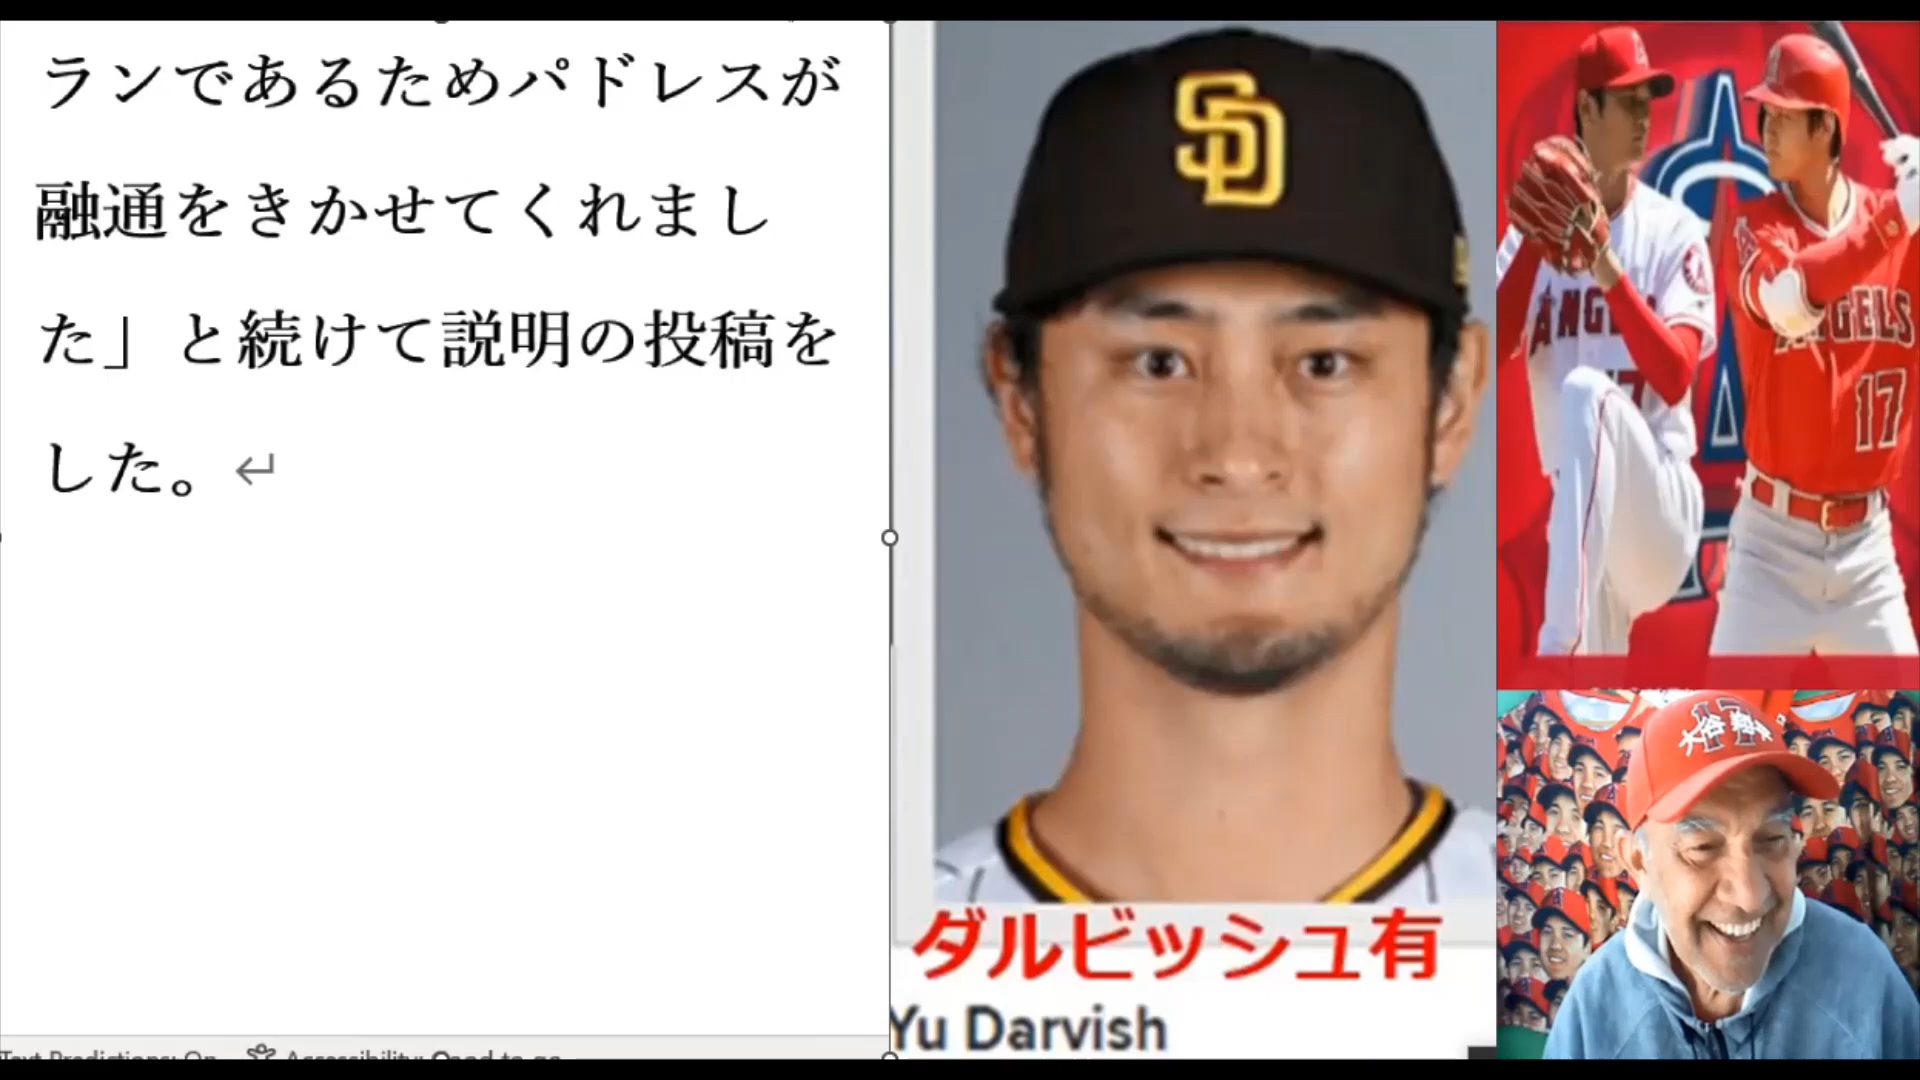 ランであるためパドレスが
融通をきかせてくれまし
た」と続けて説明の投稿を
した。↵
SD
ダルビッシュ有
Yu Darvish
ANGELS
17
17